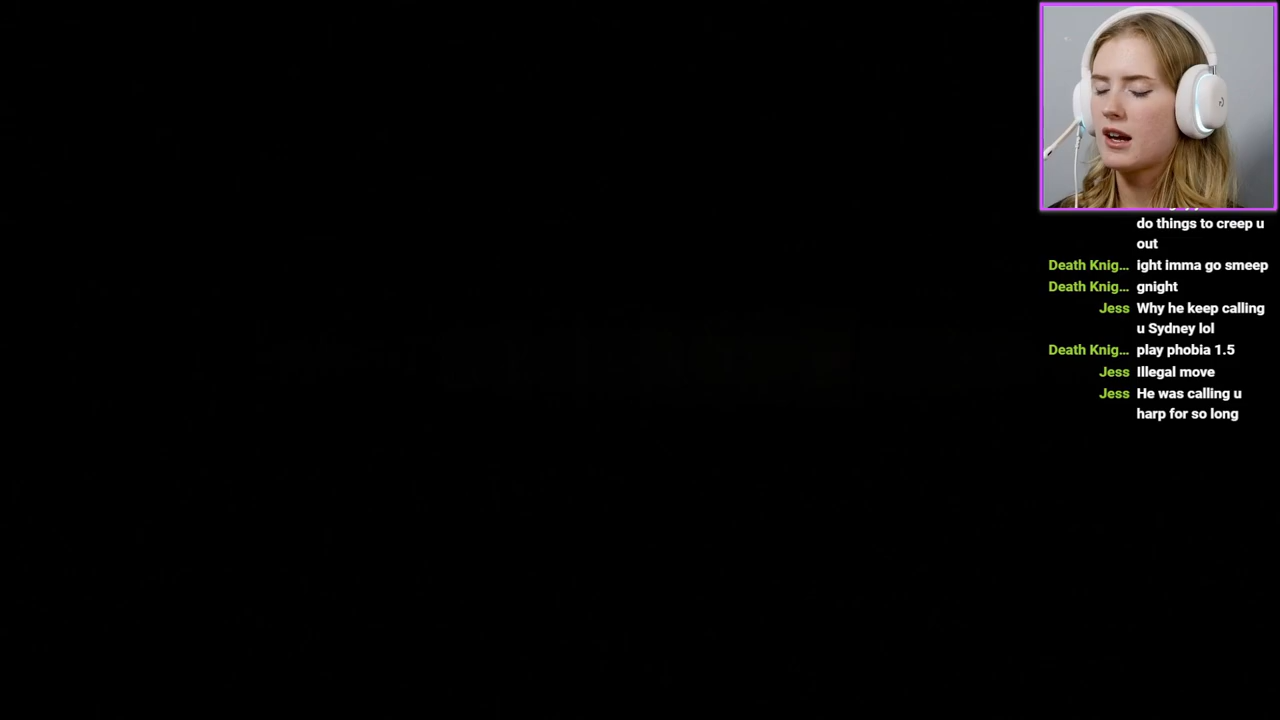 do things to creep u
out
Death Knig… ight imma go smeep
Death Knig… gnight
Jess Why he keep calling
u Sydney lol
Death Knig… play phobia 1.5
Jess Illegal move
Jess He was calling u
harp for so long